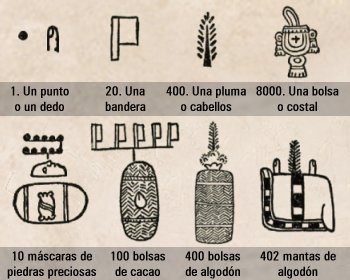 1. Un punto
o un dedo
20. Una
bandera
400. Una pluma
o cabellos
8000. Una bolsa
o costal
10 máscaras de
piedras preciosas
100 bolsas
de cacao
400 bolsas
de algodón
402 mantas de
algodón